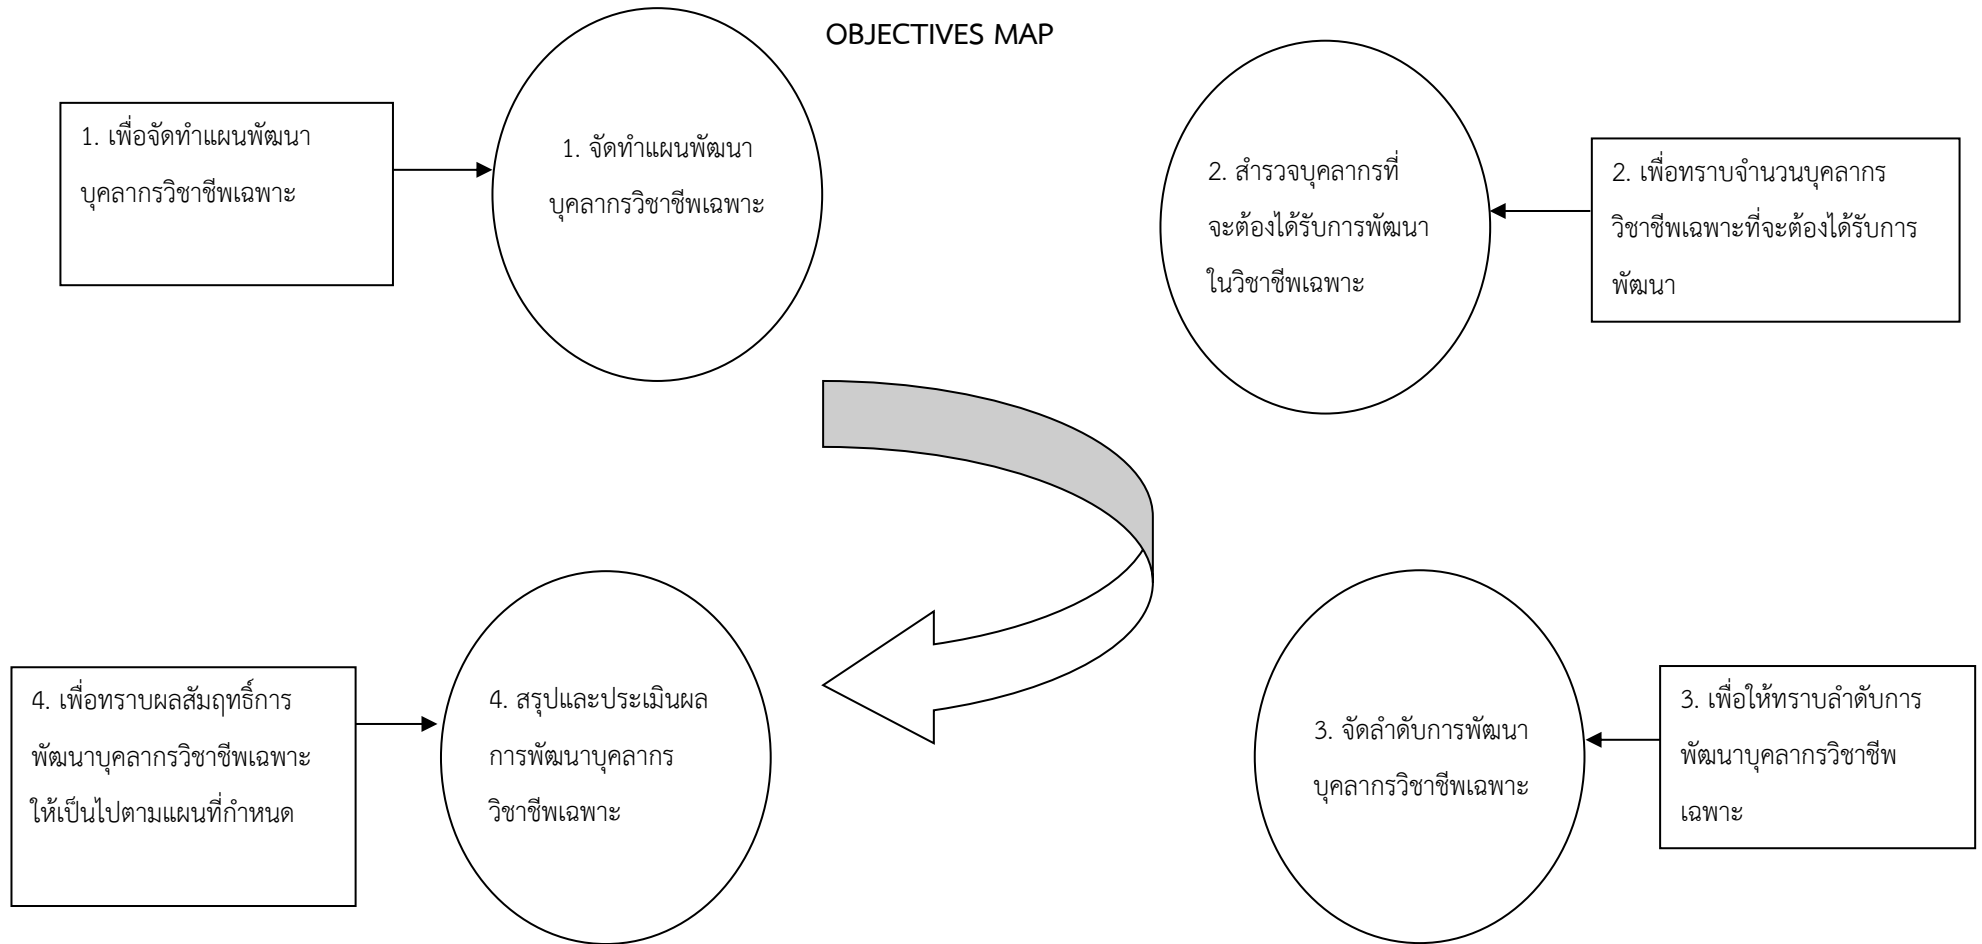 OBJECTIVES MAP
1. เพื่อจัดทำแผนพัฒนา
บุคลากรวิชาชีพเฉพาะ
1. จัดทำแผนพัฒนา
บุคลากรวิชาชีพเฉพาะ
2. สำรวจบุคลากรที่
จะต้องได้รับการพัฒนา
ในวิชาชีพเฉพาะ
2. เพื่อทราบจำนวนบุคลากร
วิชาชีพเฉพาะที่จะต้องได้รับการ
พัฒนา
4. เพื่อทราบผลสัมฤทธิ์การ
พัฒนาบุคลากรวิชาชีพเฉพาะ
ให้เป็นไปตามแผนที่กำหนด
4. สรุปและประเมินผล
การพัฒนาบุคลากร
วิชาชีพเฉพาะ
3. จัดลำดับการพัฒนา
บุคลากรวิชาชีพเฉพาะ
3. เพื่อให้ทราบลำดับการ
พัฒนาบุคลากรวิชาชีพ
เฉพาะ